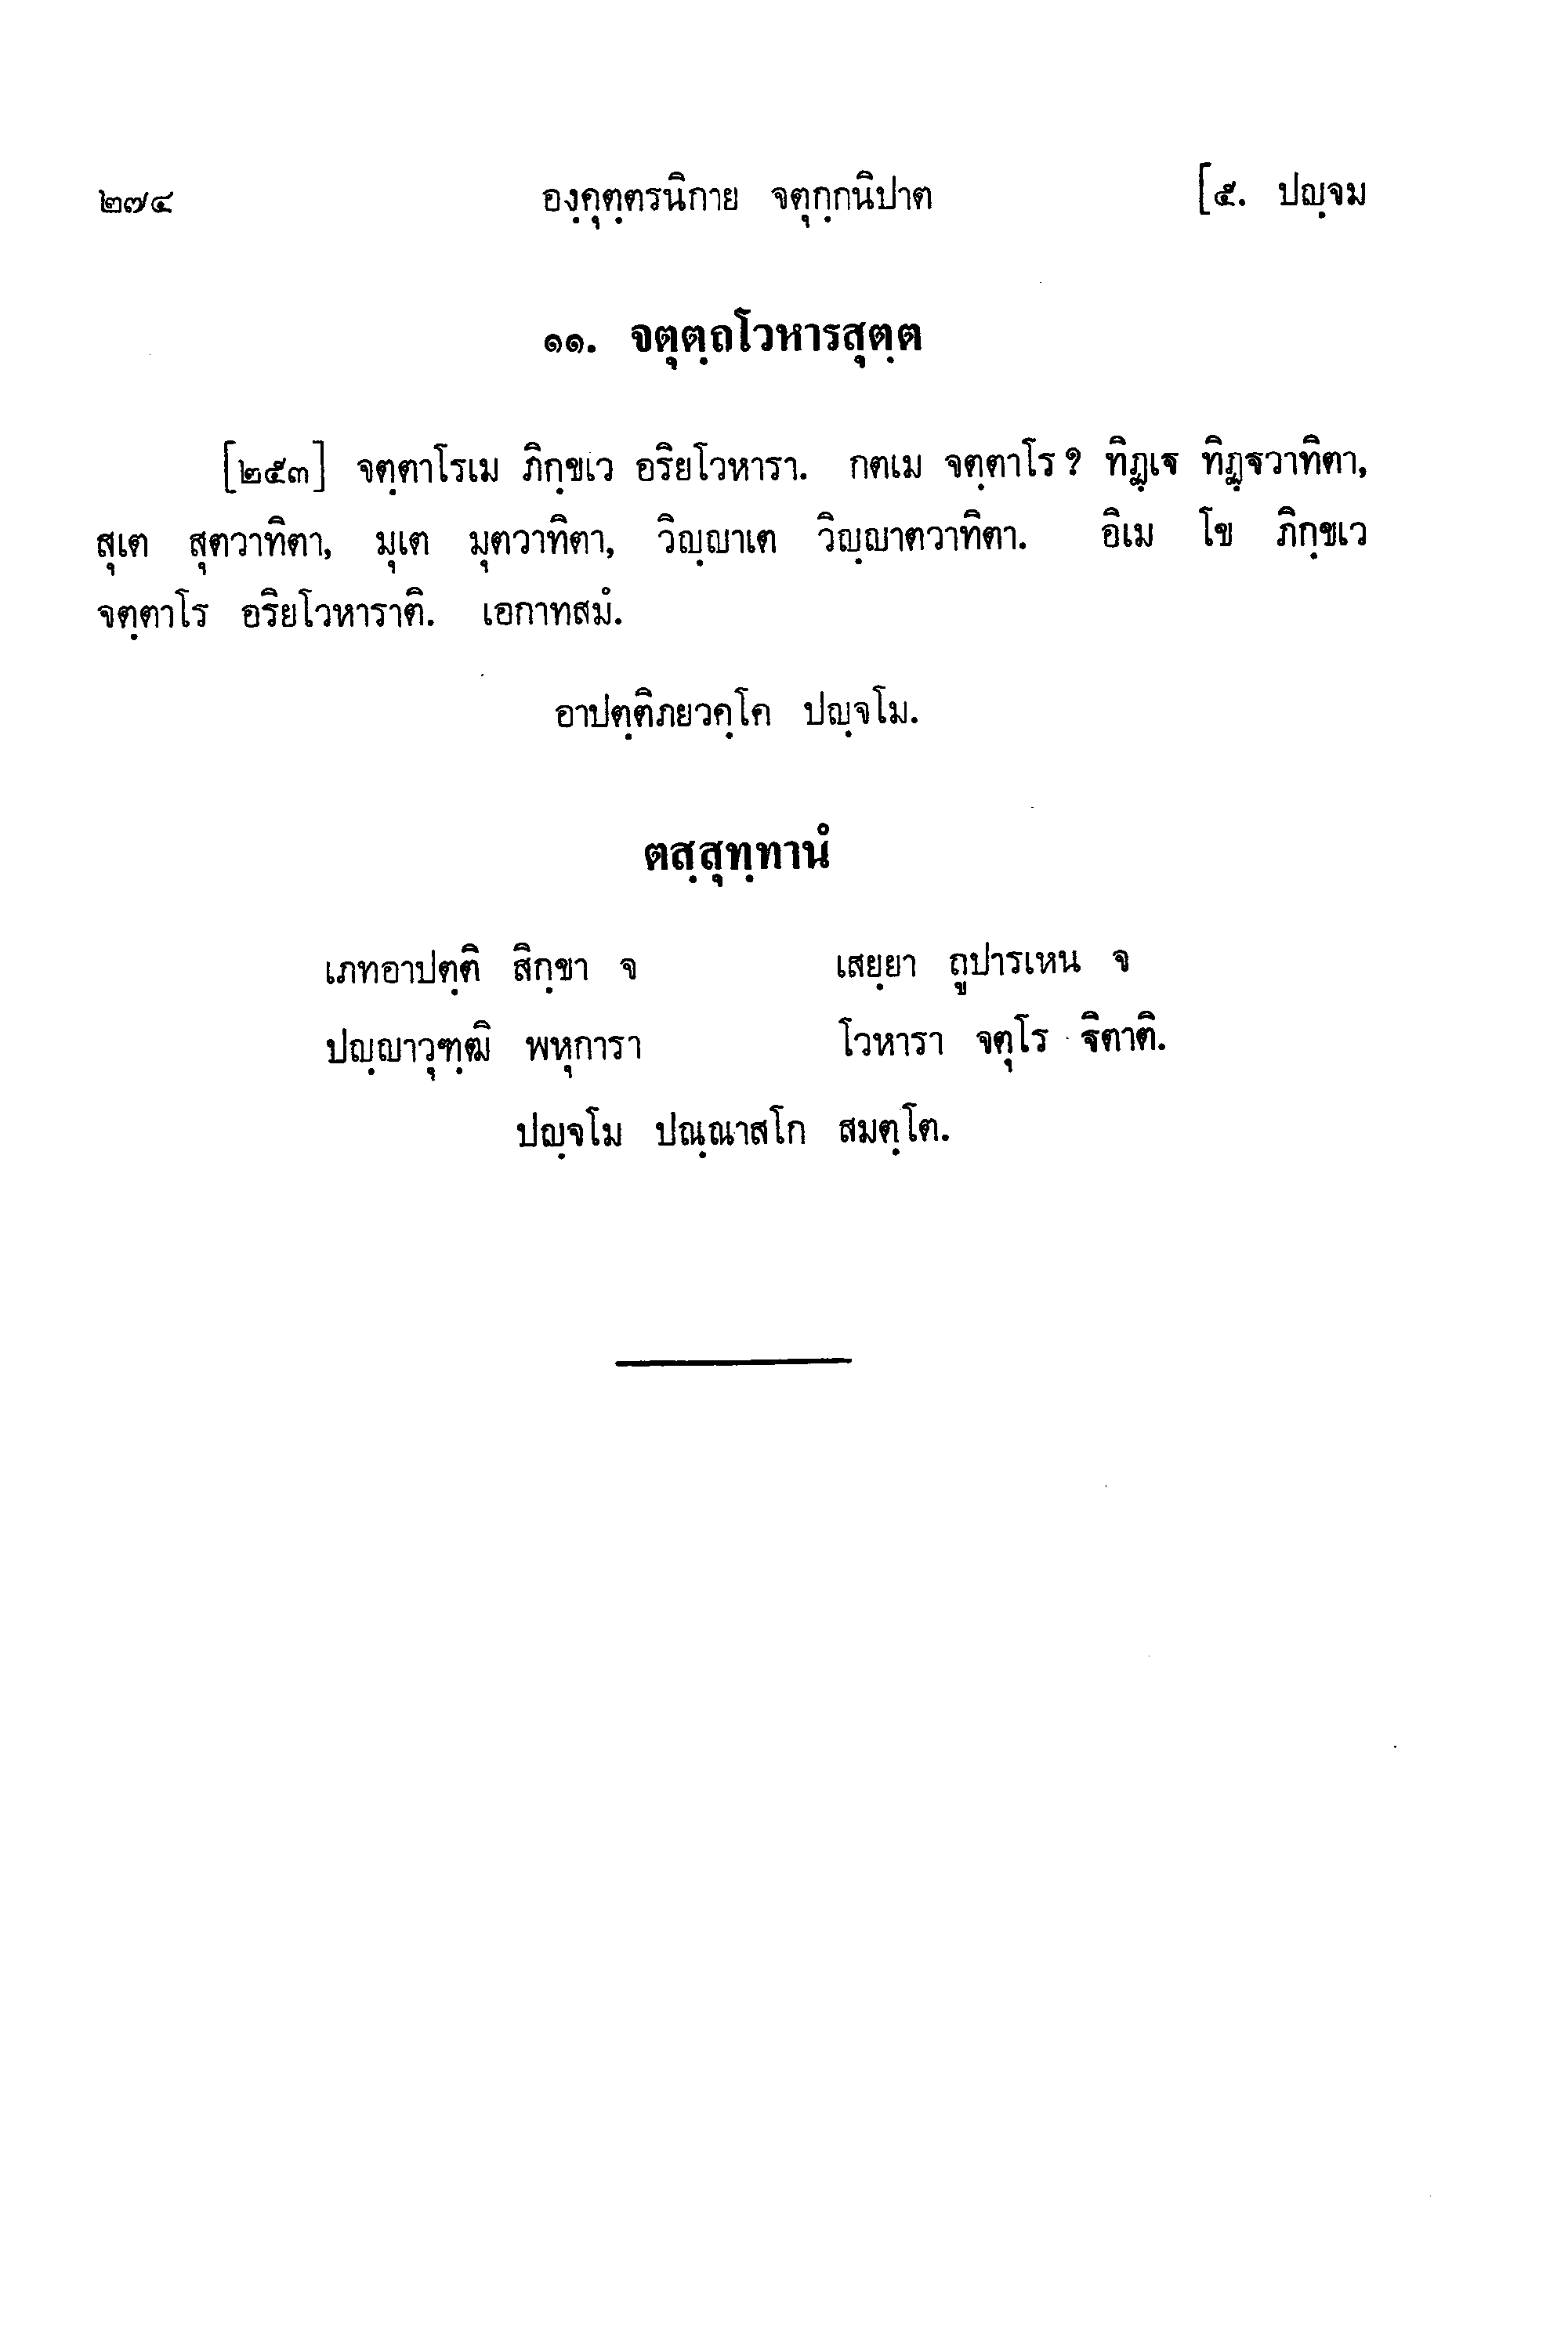 ๒๗๔ องฺคุตฺตรนิกาย จตุกฺกนิปาต [๕. ปญฺจม
๑๑. จตุตฺถโวหารสุตฺต
[๒๕๓] จตฺตาโรเม ภิกฺขเว อริยโวหารา. กตเม จตฺตาโร ? ทิฏฺเฐ ทิฏฺฐวาทิตา,
สุเต สุตวาทิตา, มุเต มุตวาทิตา, วิญฺญาเต วิญฺญาตวาทิตา. อิเม โข ภิกฺขเว
จตฺตาโร อริยโวหาราติ. เอกาทสมํ.
อาปตฺติภยวคฺโค ปญฺจโม.
ตสฺสุทฺทานํ
เภทอาปตฺติ สิกฺขา จ เสยฺยา ถูปารเหน จ
ปญฺญาวุฑฺฒิ พหุการา โวหารา จตุโร ฐิตาติ.
ปญฺจโม ปณฺณาสโก สมตฺโต.